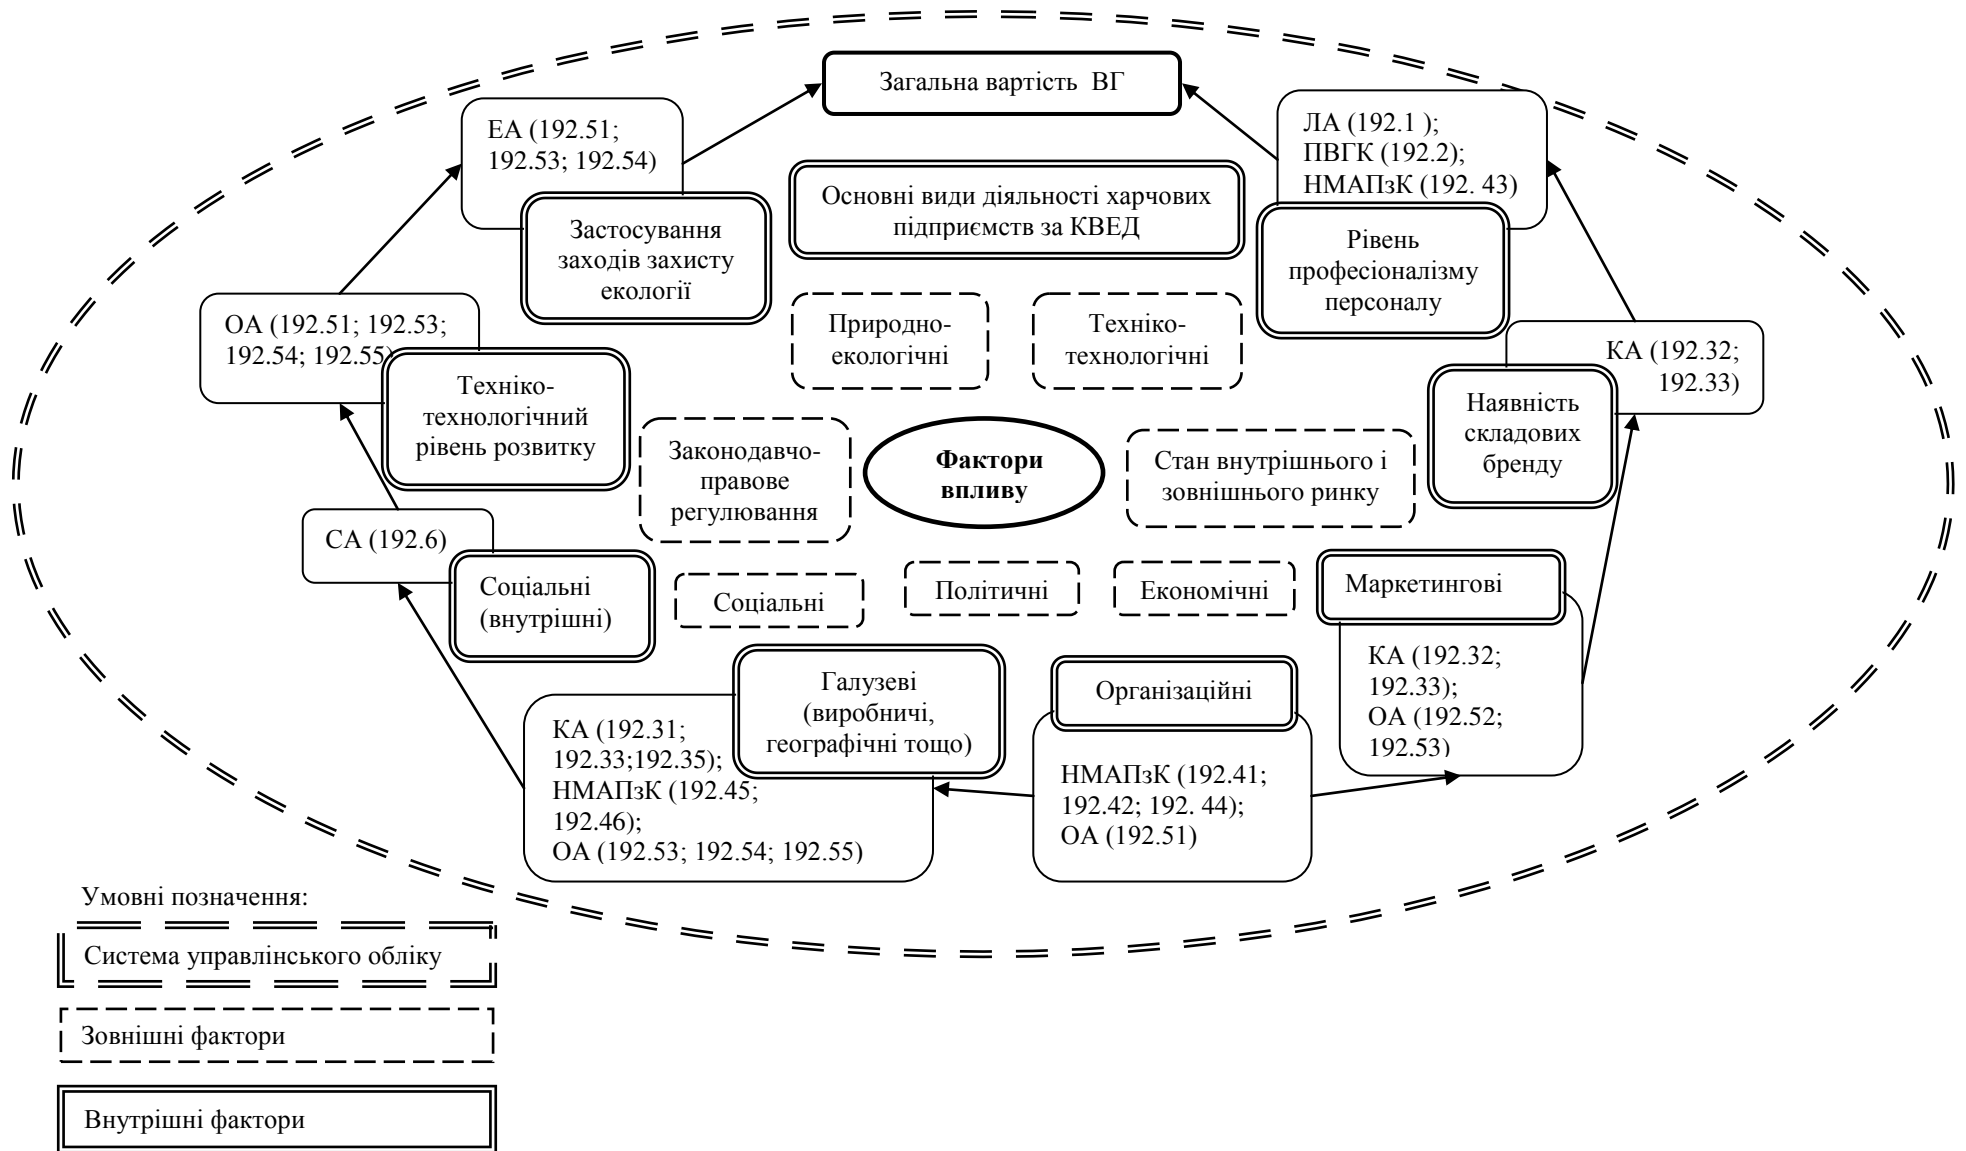 Загальна вартість ВГ
ЕА (192.51;
192.53; 192.54)
ЛА (192.1 );
ПВГК (192.2);
НМАПзК (192. 43)
Основні види діяльності харчових
підприємств за КВЕД
Застосування
заходів захисту
екології
Рівень
професіоналізму
персоналу
ОА (192.51; 192.53;
192.54; 192.55)
Природно-
екологічні
Техніко-
технологічні
КА (192.32;
192.33)
Техніко-
технологічний
рівень розвитку
Наявність
складових
бренду
Законодавчо-
правове
регулювання
Фактори
впливу
Стан внутрішнього і
зовнішнього ринку
СА (192.6)
Соціальні
(внутрішні)
Соціальні
Політичні
Економічні
Маркетингові
КА (192.32;
192.33);
ОА (192.52;
192.53)
Галузеві
(виробничі,
географічні тощо)
Організаційні
КА (192.31;
192.33;192.35);
НМАПзК (192.45;
192.46);
ОА (192.53; 192.54; 192.55)
НМАПзК (192.41;
192.42; 192. 44);
ОА (192.51)
Умовні позначення:
Система управлінського обліку
Зовнішні фактори
Внутрішні фактори